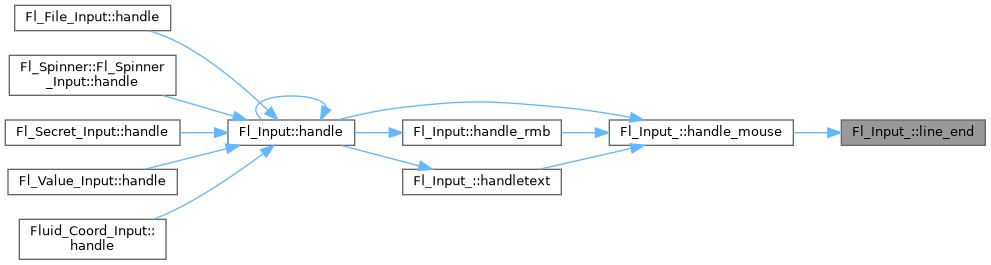 Fl_File_Input::handle
Fl_Spinner::Fl_Spinner
_Input::handle
Fl_Secret_Input::handle
Fl_Value_Input::handle
Fluid_Coord_Input::
handle
Fl_Input::handle
Fl_Input::handle_rmb
Fl_Input_::handletext
Fl_Input_::handle_mouse
Fl_Input_::line_end